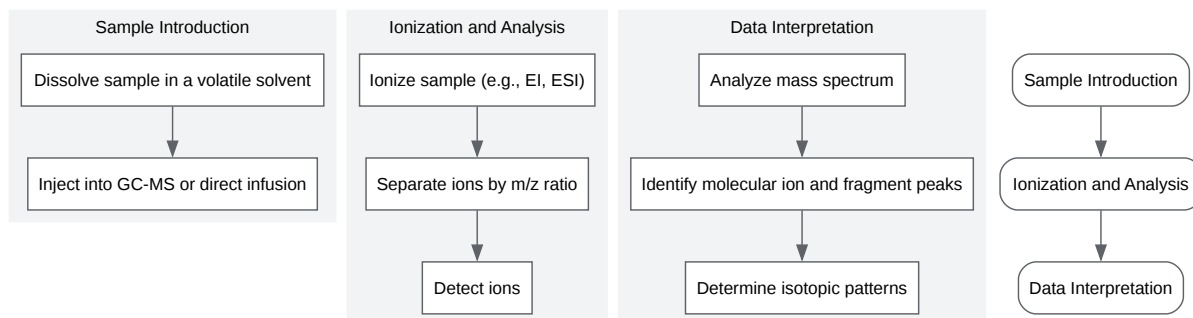 Sample Introduction
Dissolve sample in a volatile solvent
Inject into GC-MS or direct infusion
Ionization and Analysis
Ionize sample (e.g., EI, ESI)
Separate ions by m/z ratio
Detect ions
Data Interpretation
Analyze mass spectrum
Identify molecular ion and fragment peaks
Determine isotopic patterns
Sample Introduction
Ionization and Analysis
Data Interpretation